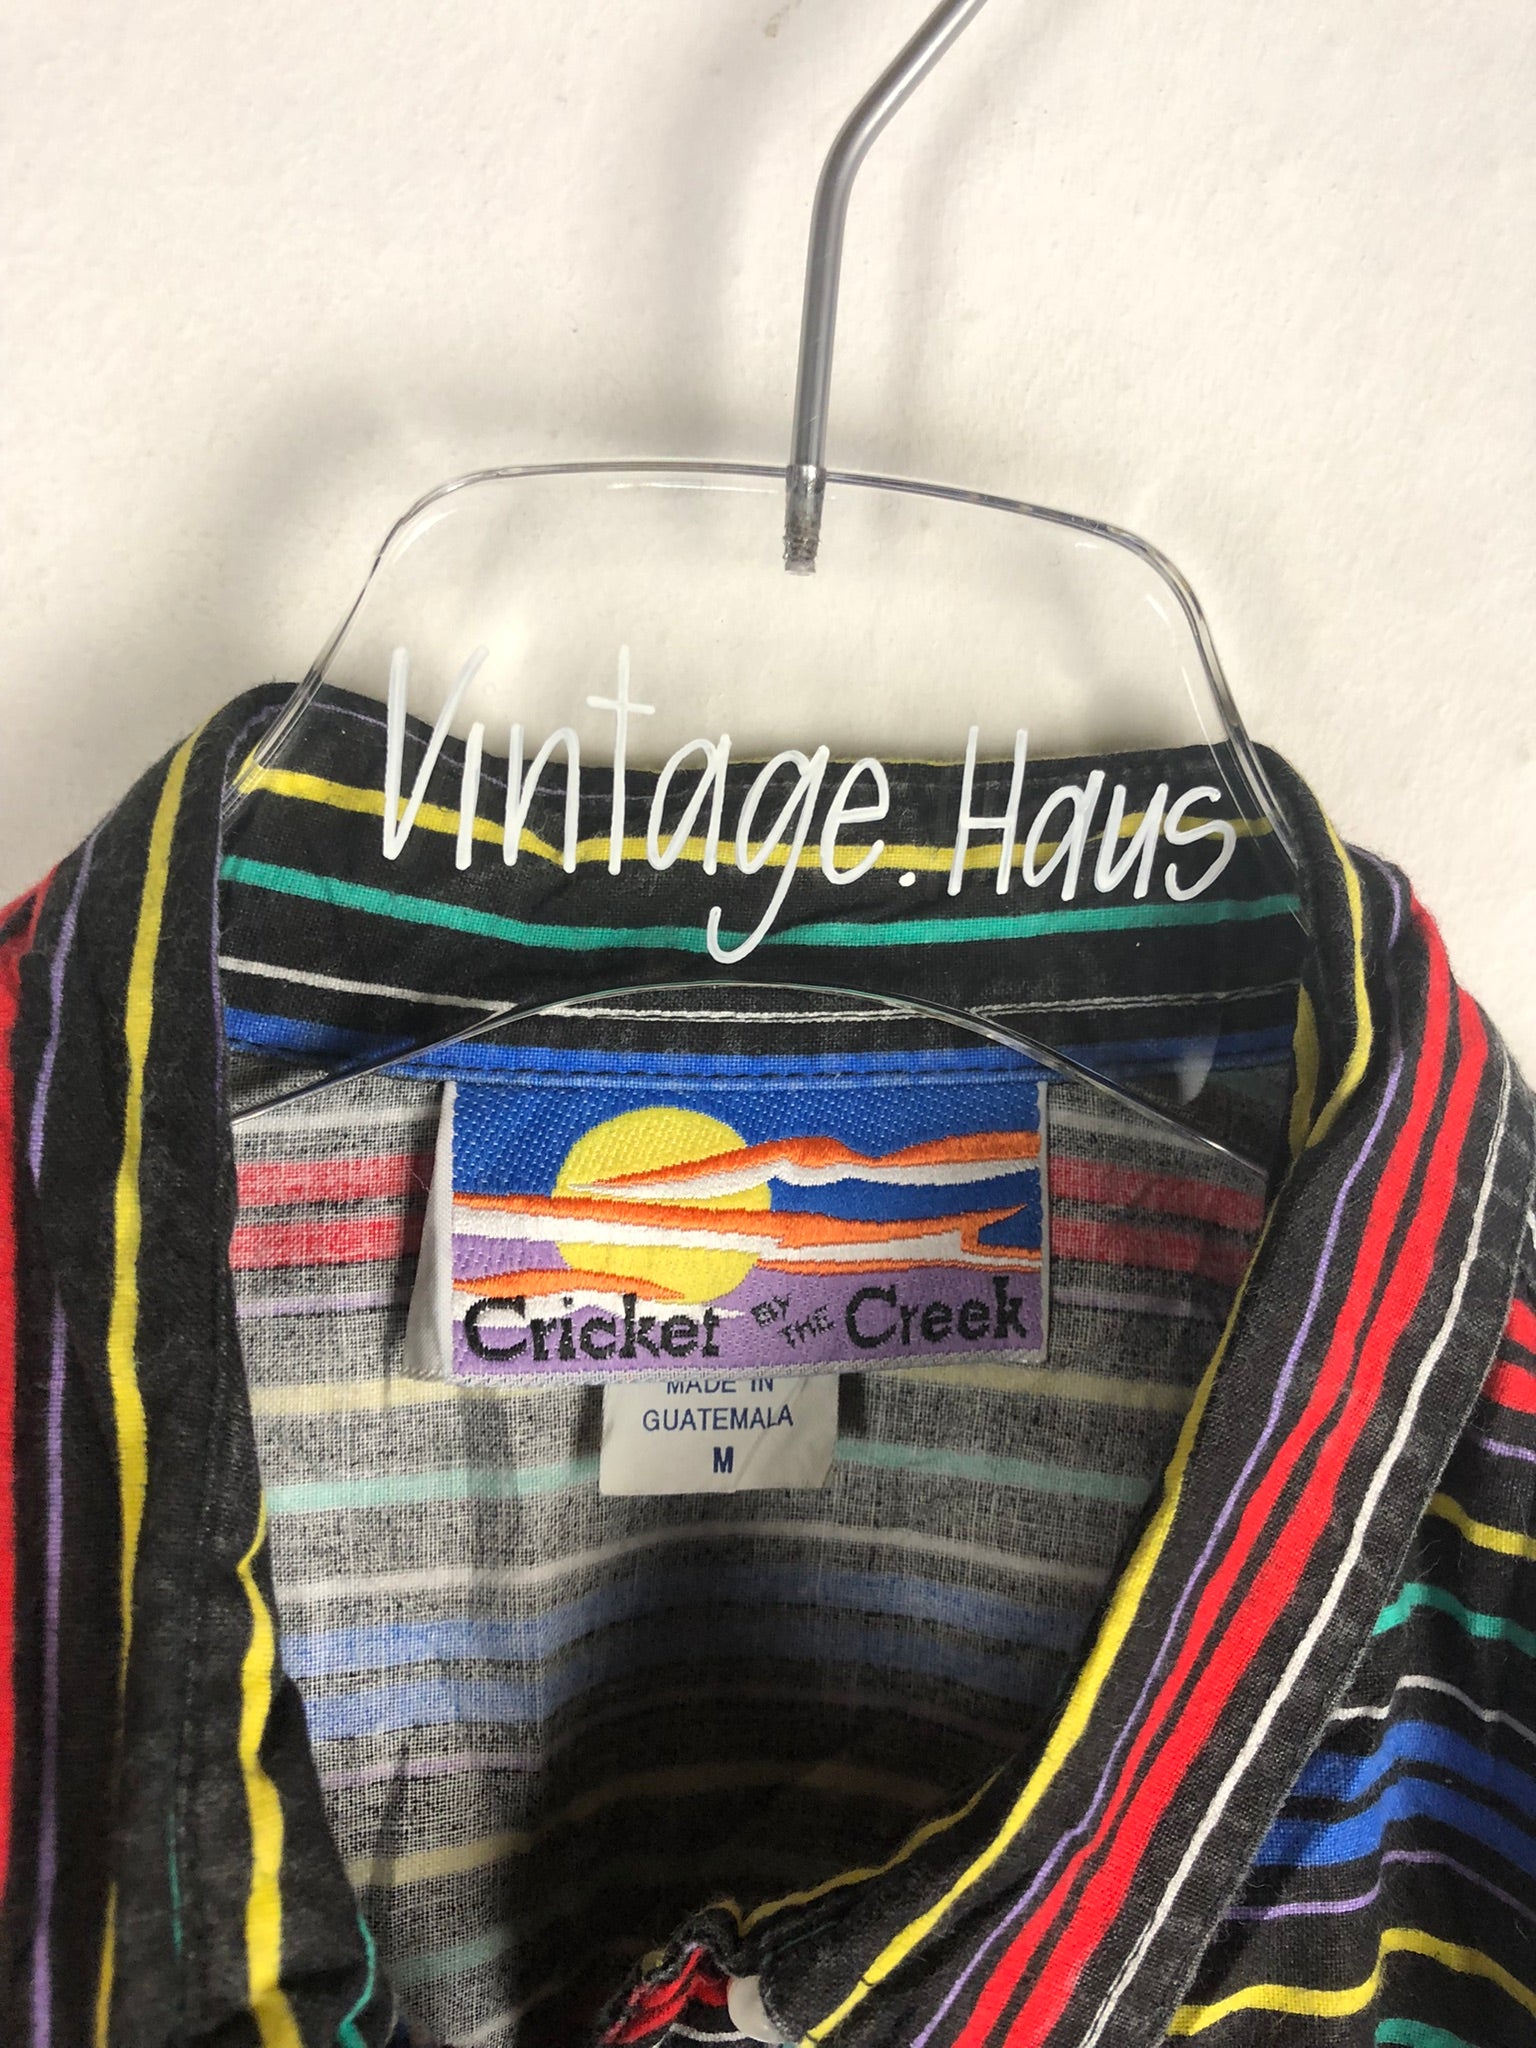 Vintage.Haus
Cricket BY THE Creek
MADE IN
GUATEMALA
M